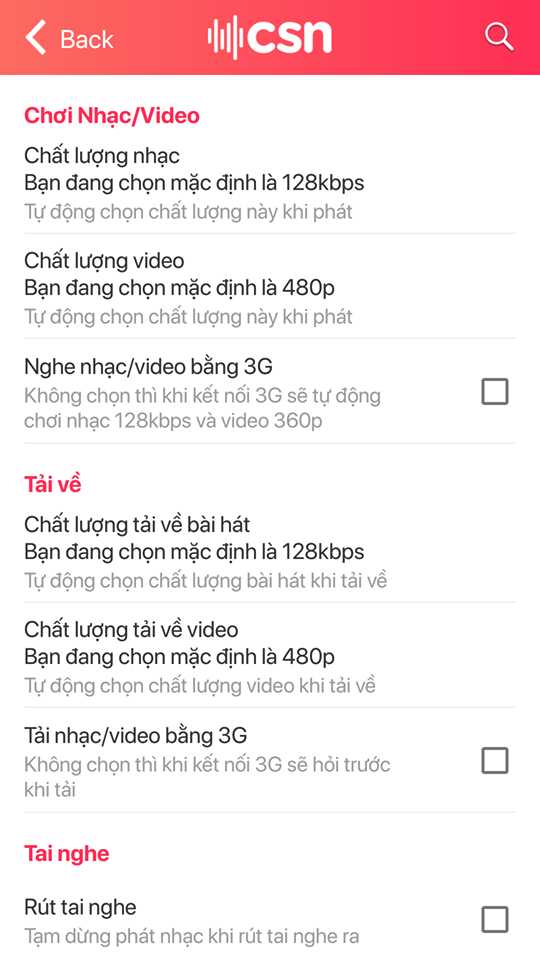 Back
csn
Chơi Nhạc/Video
Chất lượng nhạc
Bạn đang chọn mặc định là 128kbps
Tự động chọn chất lượng này khi phát
Chất lượng video
Bạn đang chọn mặc định là 480p
Tự động chọn chất lượng này khi phát
Nghe nhạc/video bằng 3G
Không chọn thì khi kết nối 3G sẽ tự động
chơi nhạc 128kbps và video 360p
Tải về
Chất lượng tải về bài hát
Bạn đang chọn mặc định là 128kbps
Tự động chọn chất lượng bài hát khi tải về
Chất lượng tải về video
Bạn đang chọn mặc định là 480p
Tự động chọn chất lượng video khi tải về
Tải nhạc/video bằng 3G
Không chọn thì khi kết nối 3G sẽ hỏi trước
khi tải
Tai nghe
Rút tai nghe
Tạm dừng phát nhạc khi rút tai nghe ra